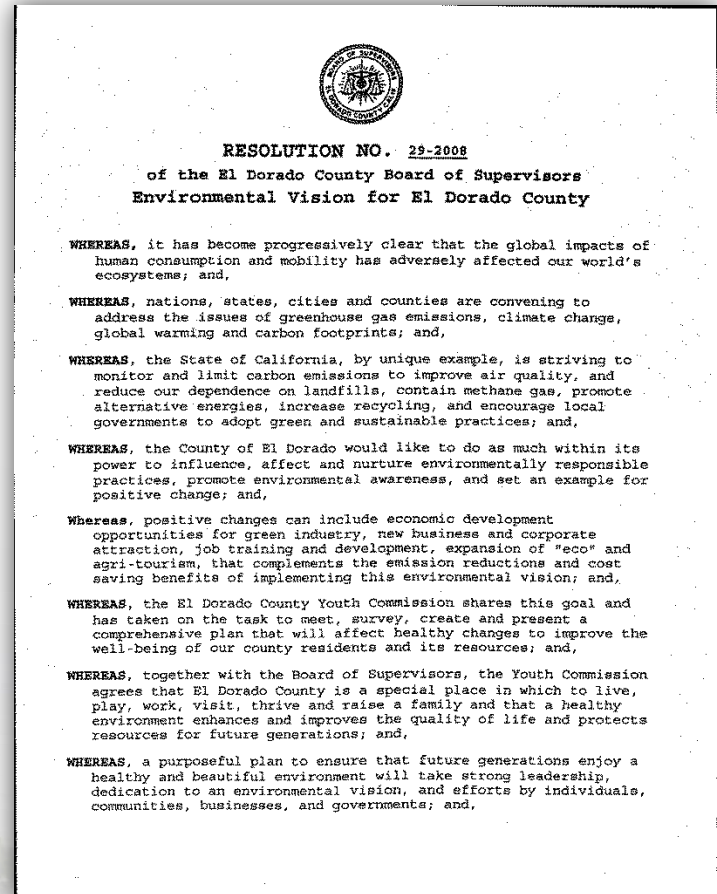 BOARD OF SUPERVISORS
EL DORADO COUNTY CALIF
RESOLUTION NO. 29-2008
of the El Dorado County Board of Supervisors
Environmental Vision for El Dorado County
WHEREAS, it has become progressively clear that the global impacts of
human consumption and mobility has adversely affected our world's
ecosystems; and,
WHEREAS, nations, states, cities and counties are convening to
address the issues of greenhouse gas emissions, climate change,
global warming and carbon footprints; and,
WHEREAS, the State of California, by unique example, is striving to
monitor and limit carbon emissions to improve air quality, and
reduce our dependence on landfills, contain methane gas, promote
alternative energies, increase recycling, and encourage local
governments to adopt green and sustainable practices; and,
WHEREAS, the County of El Dorado would like to do as much within its
power to influence, affect and nurture environmentally responsible
practices, promote environmental awareness, and set an example for
positive change; and,
Whereas, positive changes can include economic development
opportunities for green industry, new business and corporate
attraction, job training and development, expansion of "eco" and
agri-tourism, that complements the emission reductions and cost
saving benefits of implementing this environmental vision; and,
WHEREAS, the El Dorado County Youth Commission shares this goal and
has taken on the task to meet, survey, create and present a
comprehensive plan that will affect healthy changes to improve the
well-being of our county residents and its resources; and,
WHEREAS, together with the Board of Supervisors, the Youth Commission
agrees that El Dorado County is a special place in which to live,
play, work, visit, thrive and raise a family and that a healthy
environment enhances and improves the quality of life and protects
resources for future generations; and,
WHEREAS, a purposeful plan to ensure that future generations enjoy a
healthy and beautiful environment will take strong leadership,
dedication to an environmental vision, and efforts by individuals,
communities, businesses, and governments; and,